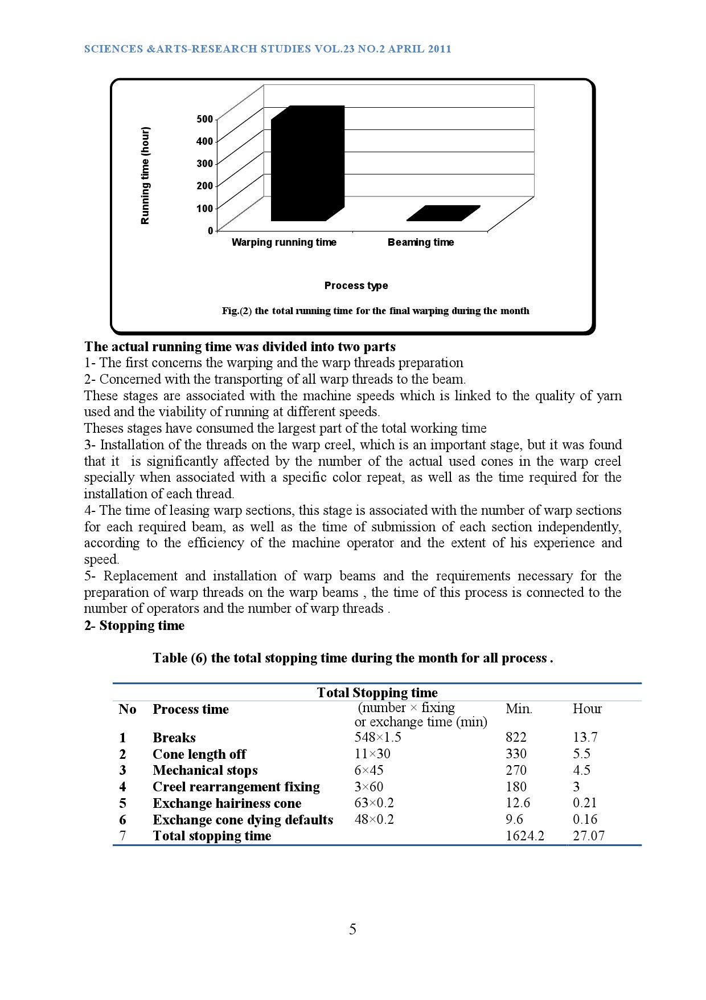 SCIENCES &ARTS-RESEARCH STUDIES VOL.23 NO.2 APRIL 2011
Running time (hour)
500
400
300
200
100
0
Warping running time Beaming time
Process type
Fig.(2) the total running time for the final warping during the month
The actual running time was divided into two parts
1- The first concerns the warping and the warp threads preparation
2- Concerned with the transporting of all warp threads to the beam.
These stages are associated with the machine speeds which is linked to the quality of yarn
used and the viability of running at different speeds.
Theses stages have consumed the largest part of the total working time
3- Installation of the threads on the warp creel, which is an important stage, but it was found
that it is significantly affected by the number of the actual used cones in the warp creel
specially when associated with a specific color repeat, as well as the time required for the
installation of each thread.
4- The time of leasing warp sections, this stage is associated with the number of warp sections
for each required beam, as well as the time of submission of each section independently,
according to the efficiency of the machine operator and the extent of his experience and
speed.
5- Replacement and installation of warp beams and the requirements necessary for the
preparation of warp threads on the warp beams , the time of this process is connected to the
number of operators and the number of warp threads .
2- Stopping time
Table (6) the total stopping time during the month for all process .
Total Stopping time
No Process time (number × fixing or exchange time (min) Min. Hour
1 Breaks 548×1.5 822 13.7
2 Cone length off 11×30 330 5.5
3 Mechanical stops 6×45 270 4.5
4 Creel rearrangement fixing 3×60 180 3
5 Exchange hairiness cone 63×0.2 12.6 0.21
6 Exchange cone dying defaults 48×0.2 9.6 0.16
7 Total stopping time 1624.2 27.07
5